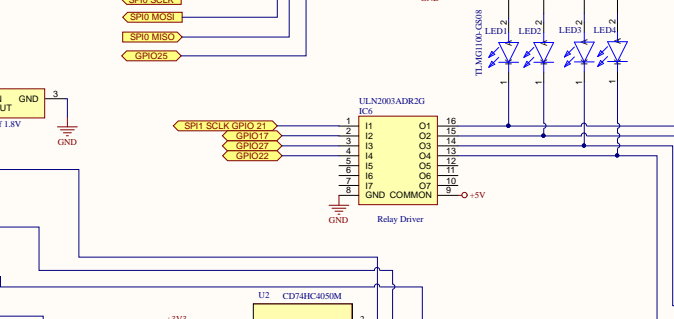 SPI0 MOSI
SPI0 MISO
GPIO25
TLMG1100-GS08
LED1 LED2 LED3 LED4
2 2 2 2
1 1 1 1
GND 3
UT
f 1.8V
GND
ULN2003ADR2G
IC6
SPI1 SCLK GPIO 21 1 I1 O1 16
GPIO17 2 I2 O2 15
GPIO27 3 I3 O3 14
GPIO22 4 I4 O4 13
5 I5 O5 12
6 I6 O6 11
7 I7 O7 10
8 GND COMMON 9 +5V
GND
Relay Driver
U2 CD74HC4050M